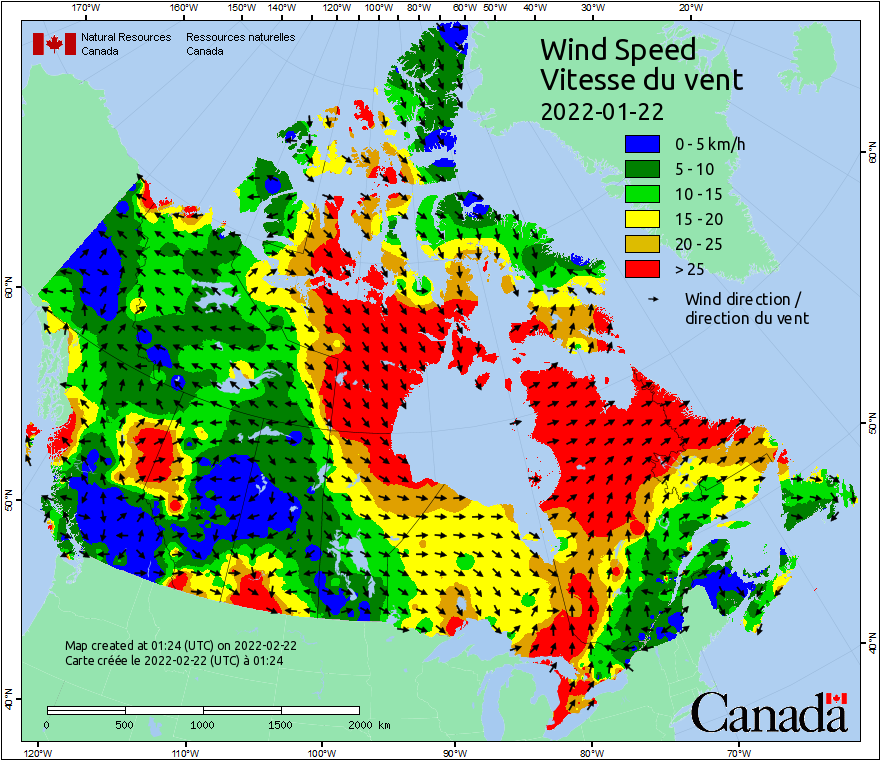 170°W 160°W 150°W 140°W 130°W 120°W 110°W 100°W 90°W 80°W 70°W 60°W 50°W 40°W 30°W 20°W
Natural Resources Ressources naturelles
Canada Canada
Wind Speed
Vitesse du vent
2022-01-22
0 - 5 km/h
5 - 10
10 - 15
15 - 20
20 - 25
> 25
Wind direction /
direction du vent
60°N
60°N
50°N
50°N
40°N
40°N
Map created at 01:24 (UTC) on 2022-02-22
Carte créée le 2022-02-22 (UTC) à 01:24
0 500 1000 1500 2000 km
Canada
120°W 110°W 100°W 90°W 80°W 70°W